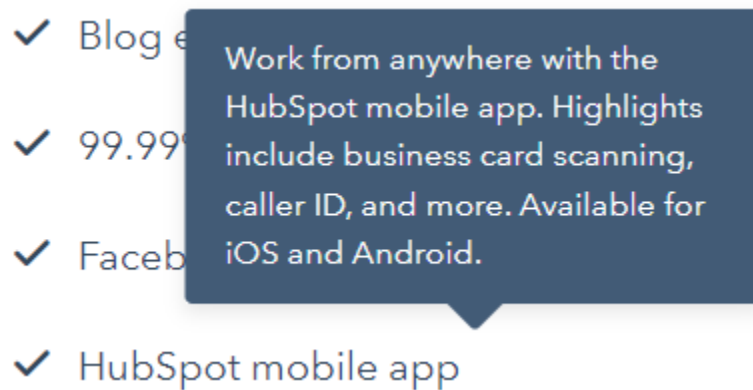 Blog
Work from anywhere with the
HubSpot mobile app. Highlights
include business card scanning,
caller ID, and more. Available for
iOS and Android.
99.99
HubSpot mobile app